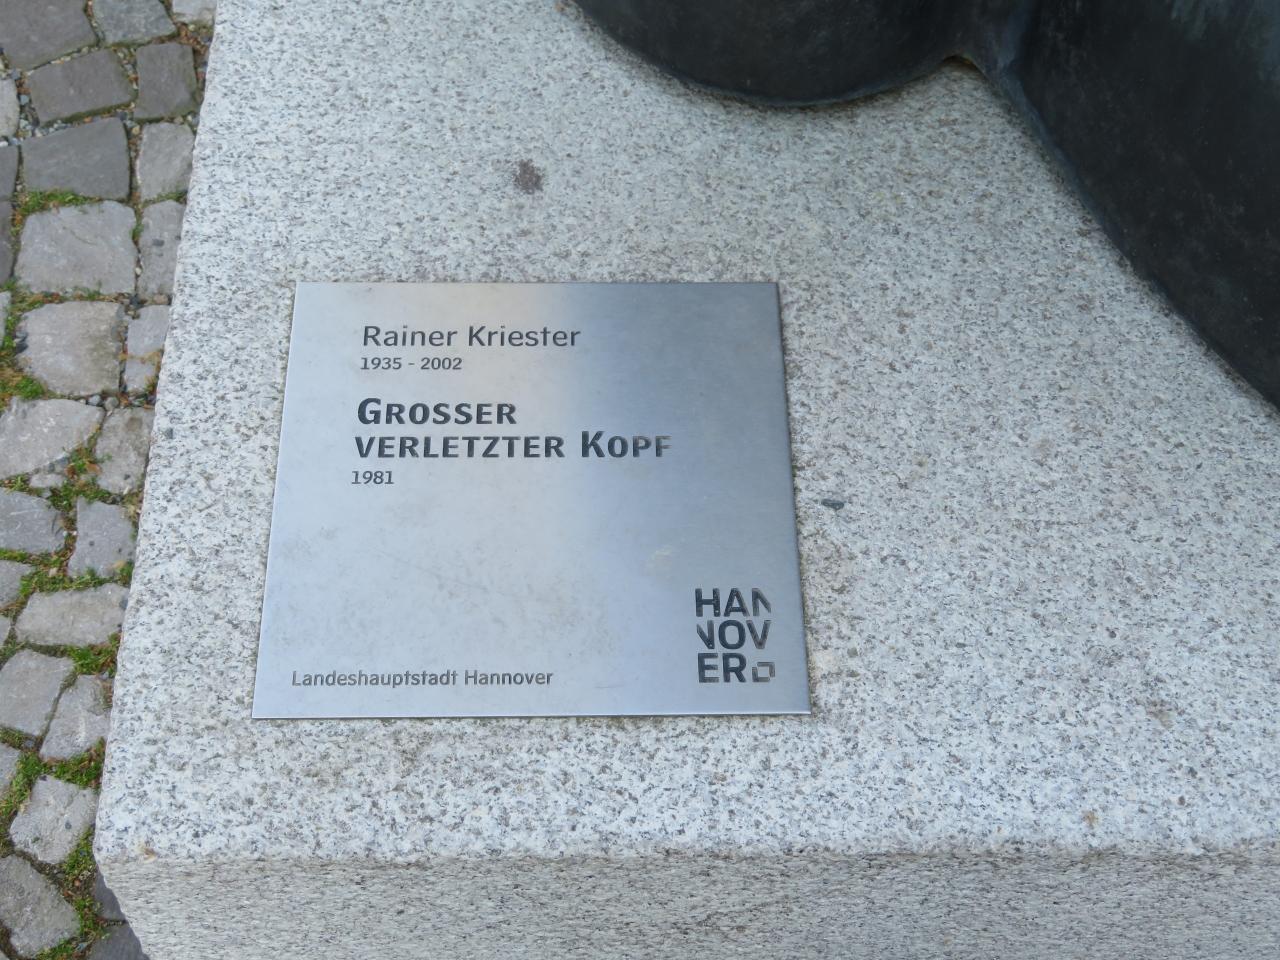 Rainer Kriester
1935 - 2002
GROSSER
VERLETZTER KOPF
1981
HAN
NOV
ER
Landeshauptstadt Hannover